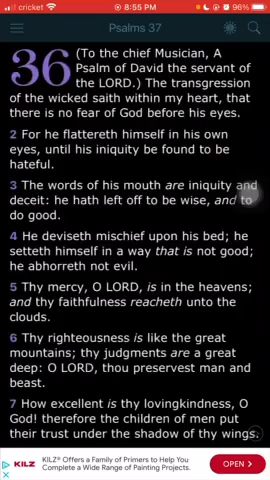 cricket 8:55 PM 96%
Psalms 37
36 (To the chief Musician, A
Psalm of David the servant of
the LORD.) The transgression
of the wicked saith within my heart, that
there is no fear of God before his eyes.
2 For he flattereth himself in his own
eyes, until his iniquity be found to be
hateful.
3 The words of his mouth are iniquity and
deceit: he hath left off to be wise, and to
do good.
4 He deviseth mischief upon his bed; he
setteth himself in a way that is not good;
he abhorreth not evil.
5 Thy mercy, O LORD, is in the heavens;
and thy faithfulness reacheth unto the
clouds.
6 Thy righteousness is like the great
mountains; thy judgments are a great
deep: O LORD, thou preservest man and
beast.
7 How excellent is thy lovingkindness, O
God! therefore the children of men put
their trust under the shadow of thy wings.
KILZ KILZ® Offers a Family of Primers to Help You
Complete a Wide Range of Painting Projects.
OPEN >